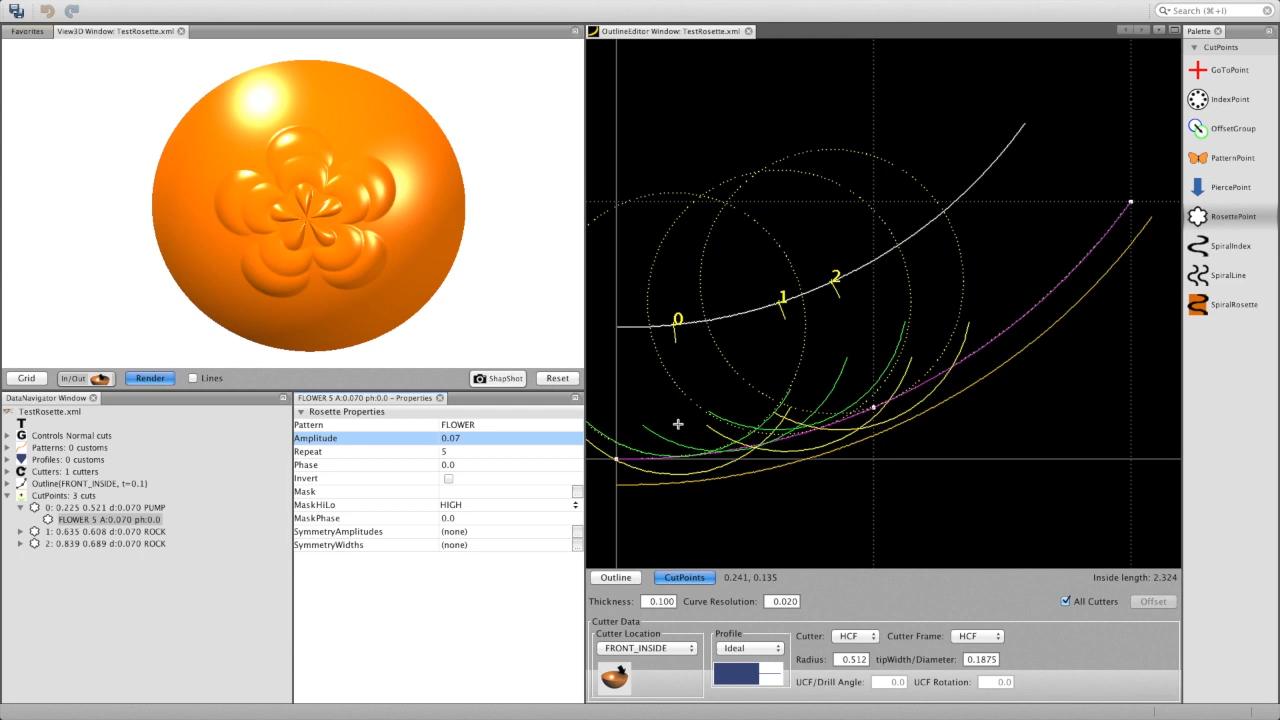 Search (⌘+I)
Favorites
View3D Window: TestRosette.xml
OutlineEditor Window: TestRosette.xml
Palette
CutPoints
GoToPoint
IndexPoint
OffsetGroup
PatternPoint
PiercePoint
RosettePoint
SpiralIndex
SpiralLine
SpiralRosette
0
1
2
Grid
In/Out
Render
Lines
ShapShot
Reset
DataNavigator Window
TestRosette.xml
T
Controls Normal cuts
Patterns: 0 customs
Profiles: 0 customs
Cutters: 1 cutters
Outline(FRONT_INSIDE, t=0.1)
CutPoints: 3 cuts
0: 0.225 0.521 d:0.070 PUMP
FLOWER 5 A:0.070 ph:0.0
1: 0.635 0.608 d:0.070 ROCK
2: 0.839 0.689 d:0.070 ROCK
FLOWER 5 A:0.070 ph:0.0 - Properties
Rosette Properties
Pattern FLOWER
Amplitude 0.07
Repeat 5
Phase 0.0
Invert
Mask
MaskHiLo HIGH
MaskPhase 0.0
SymmetryAmplitudes (none)
SymmetryWidths (none)
Outline CutPoints 0.241, 0.135 Inside length: 2.324
Thickness: 0.100 Curve Resolution: 0.020 All Cutters Offset
Cutter Data
Cutter Location
FRONT_INSIDE
Profile
Ideal
Cutter: HCF Cutter Frame: HCF
Radius: 0.512 tipWidth/Diameter: 0.1875
UCF/Drill Angle: 0.0 UCF Rotation: 0.0